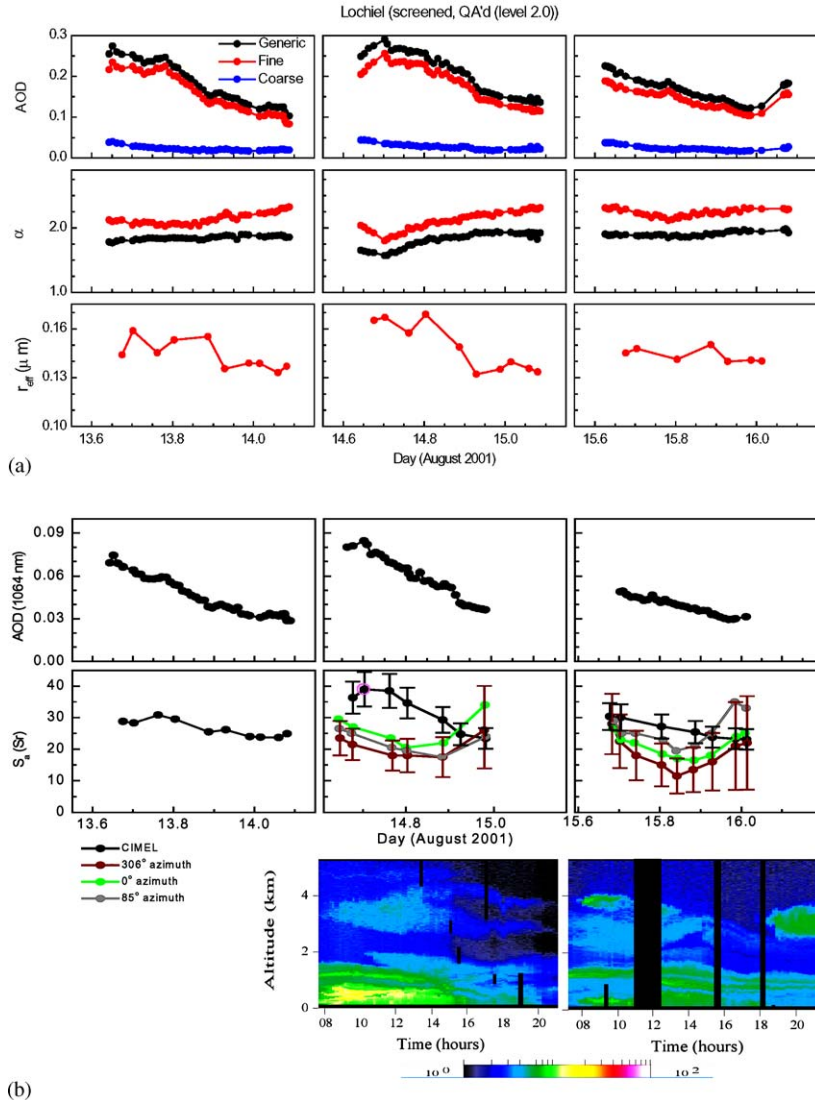 Lochiel (screened, QA'd (level 2.0))
AOD
0.3
0.2
0.1
0.0
Generic
Fine
Coarse
α
2.0
1.0
r_eff (μ m)
0.16
0.13
0.10
13.6 13.8 14.0
14.6 14.8 15.0
15.6 15.8 16.0
Day (August 2001)
(a)
AOD (1064 nm)
0.09
0.06
0.03
0.00
S_a (Sr)
40
30
20
10
0
13.6 13.8 14.0
14.8 15.0
15.6 15.8 16.0
Day (August 2001)
CIMEL
306° azimuth
0° azimuth
85° azimuth
Altitude (km)
4
2
0
08 10 12 14 16 18 20
Time (hours)
08 10 12 14 16 18 20
Time (hours)
10⁰ 10²
(b)